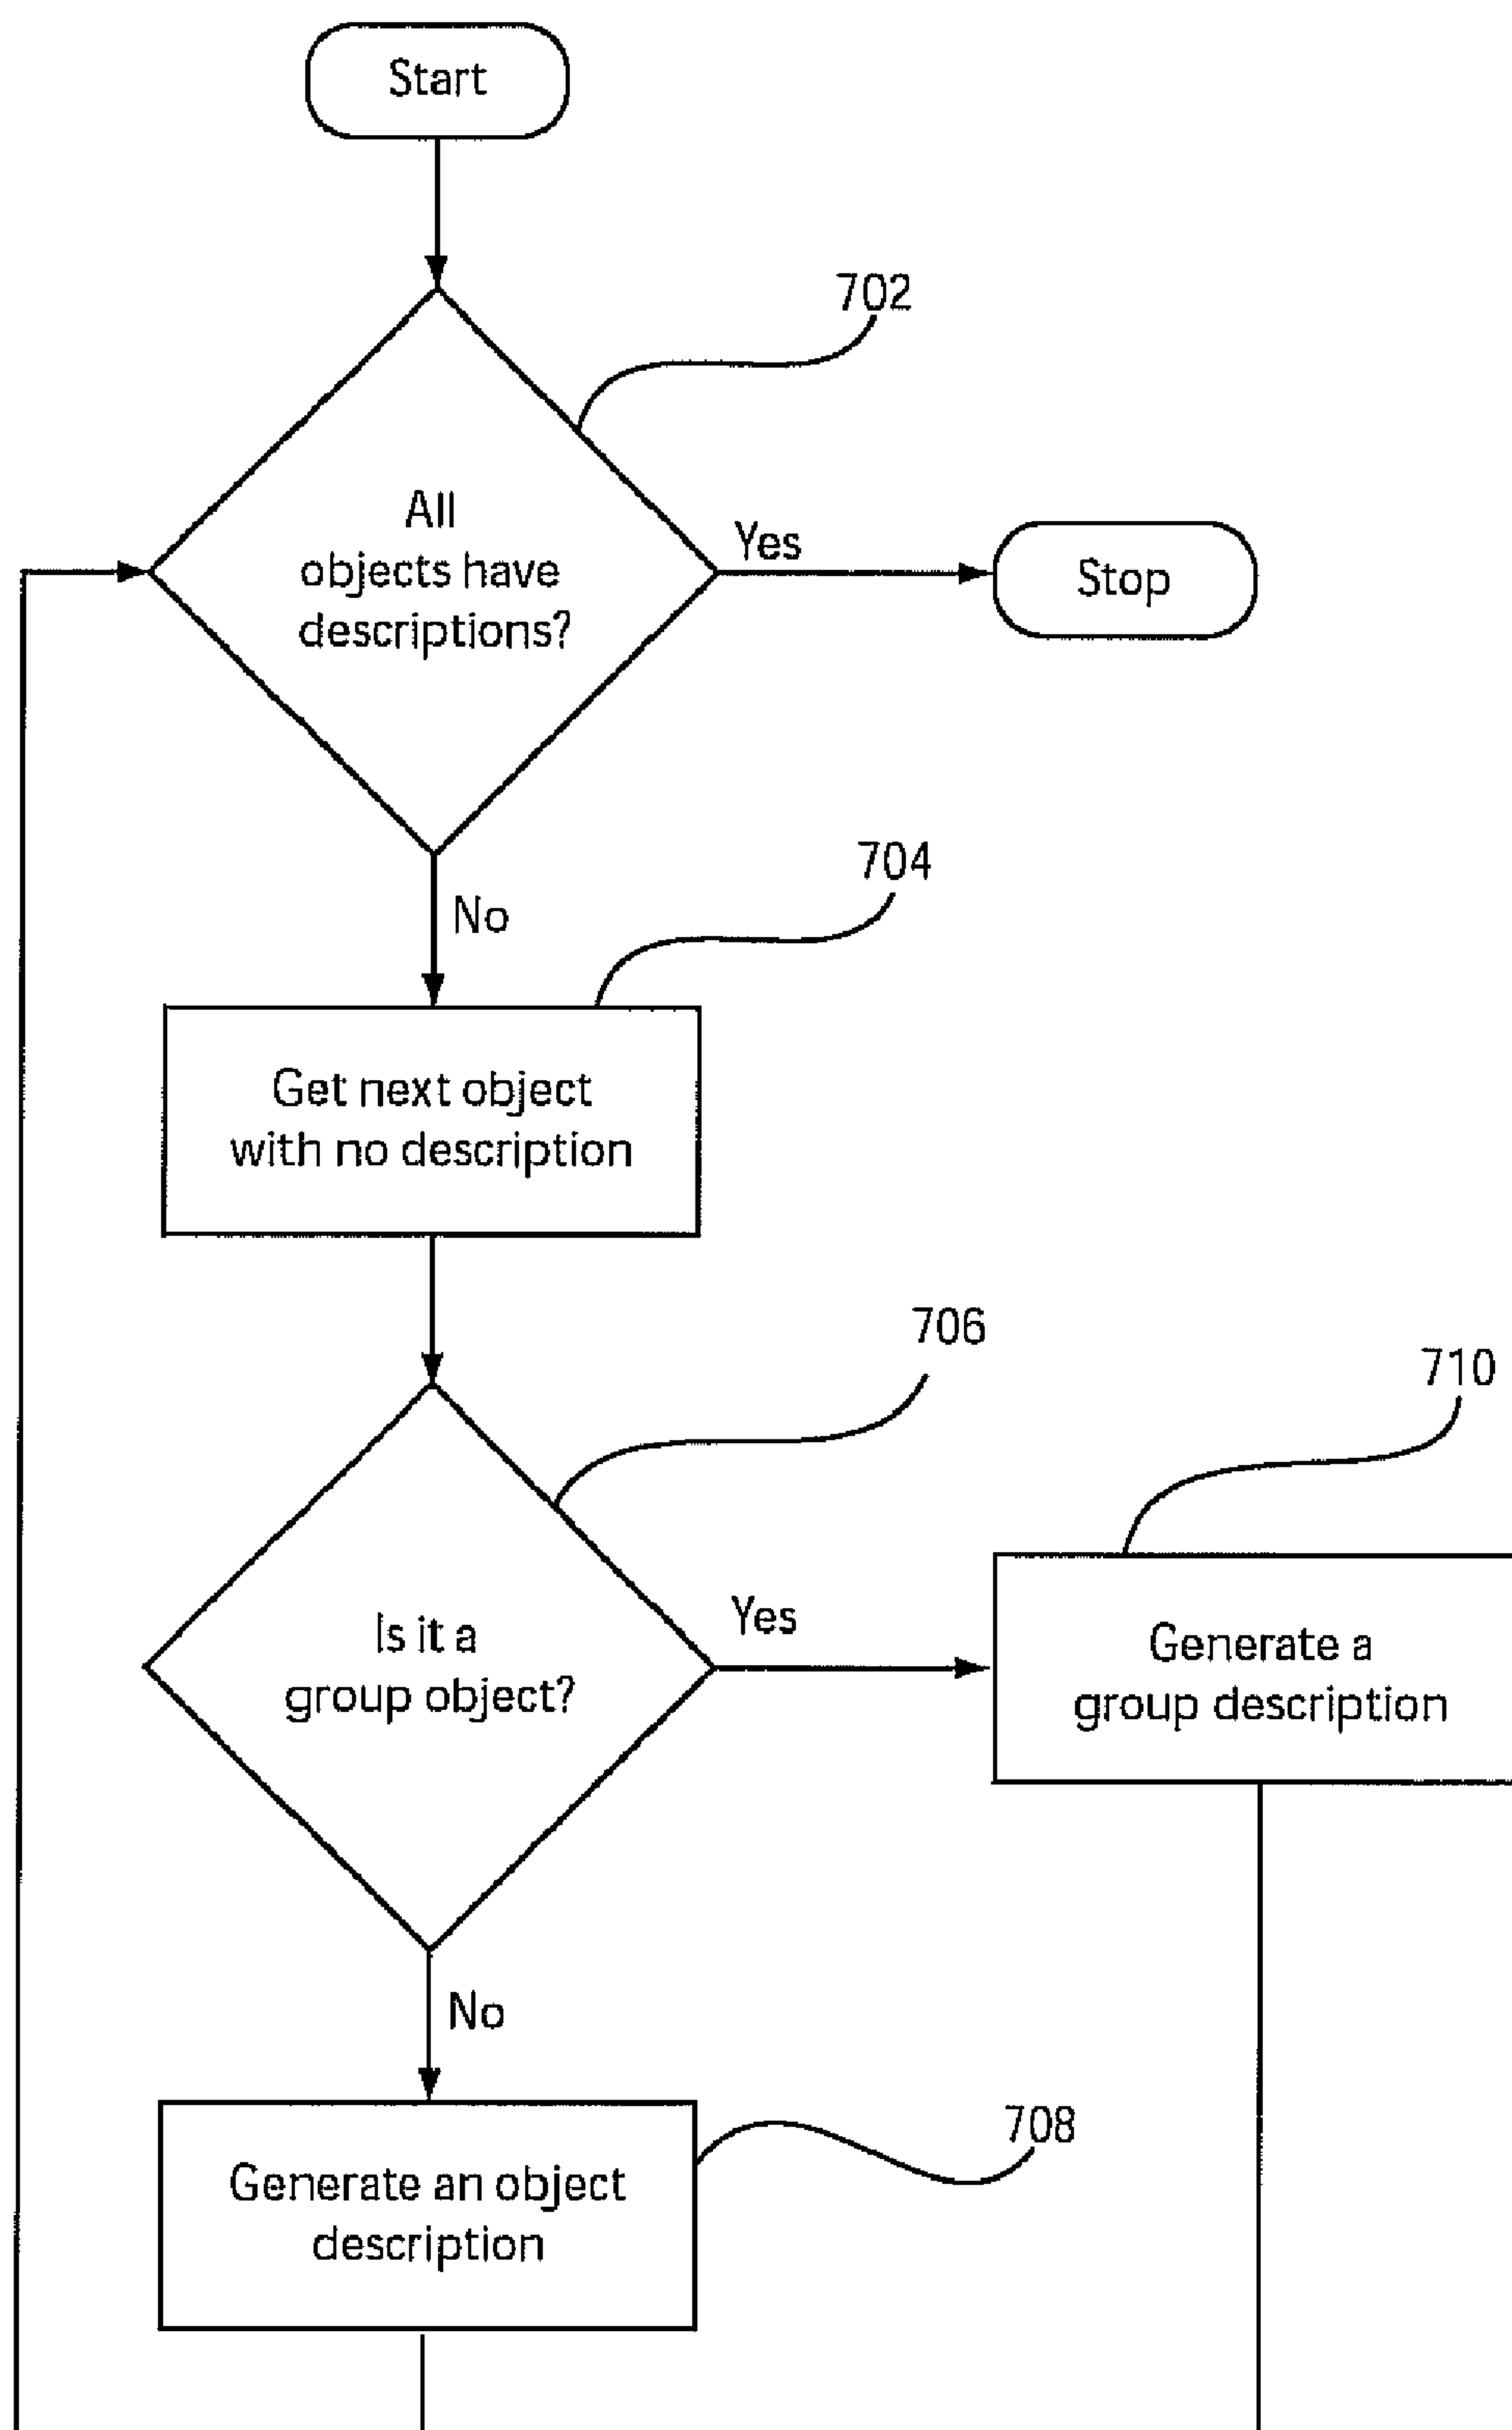 Start
702
All
objects have
descriptions?
Yes
Stop
704
No
Get next object
with no description
706
710
Is it a
group object?
Yes
Generate a
group description
No
708
Generate an object
description